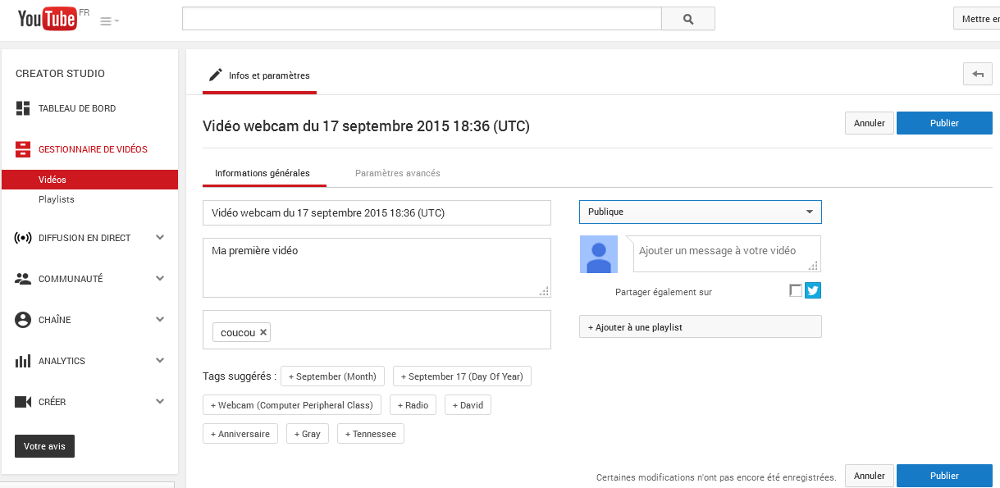 YouTube FR
Mettre en
CREATOR STUDIO
TABLEAU DE BORD
GESTIONNAIRE DE VIDÉOS
Vidéos
Playlists
DIFFUSION EN DIRECT
COMMUNAUTÉ
CHAÎNE
ANALYTICS
CRÉER
Votre avis
Infos et paramètres
Vidéo webcam du 17 septembre 2015 18:36 (UTC)
Annuler
Publier
Informations générales
Paramètres avancés
Vidéo webcam du 17 septembre 2015 18:36 (UTC)
Ma première vidéo
coucou
Tags suggérés : + September (Month) + September 17 (Day Of Year)
+ Webcam (Computer Peripheral Class) + Radio + David
+ Anniversaire + Gray + Tennessee
Publique
Ajouter un message à votre vidéo
Partager également sur
+ Ajouter à une playlist
Certaines modifications n'ont pas encore été enregistrées.
Annuler
Publier